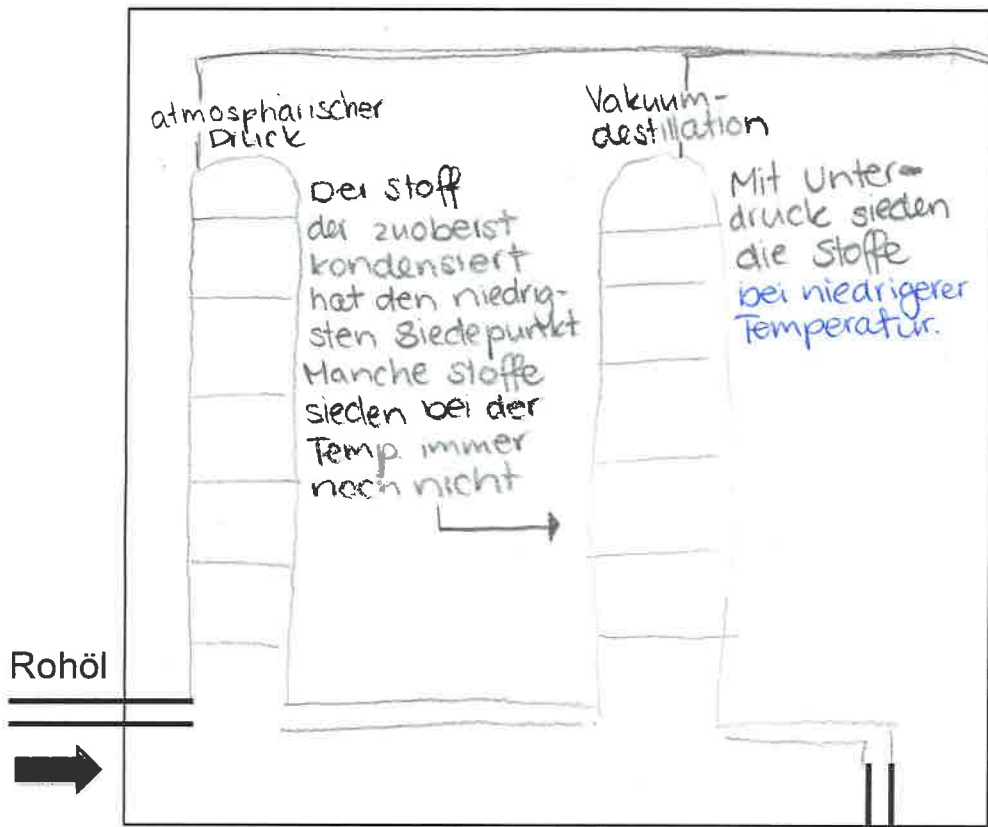 atmosphärischer
Druck
Der Stoff
der zuoberst
kondensiert
hat den niedrig-
sten Siedepunkt
Manche Stoffe
sieden bei der
Temp. immer
noch nicht
Vakuum-
destillation
Mit Unter-
druck sieden
die Stoffe
bei niedrigerer
Temperatur.
Rohöl